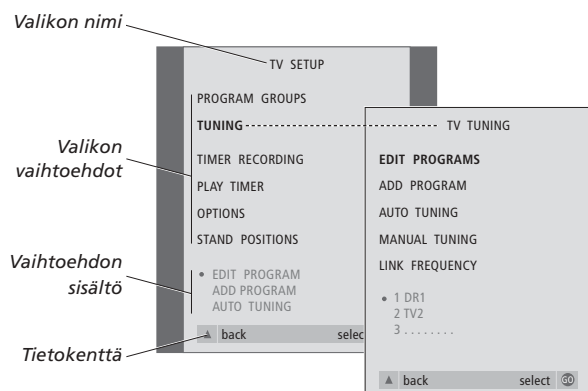 Valikon nimi
TV SETUP
PROGRAM GROUPS
TUNING
TIMER RECORDING
PLAY TIMER
OPTIONS
STAND POSITIONS
• EDIT PROGRAM
ADD PROGRAM
AUTO TUNING
▲ back selec
Valikon
vaihtoehdot
Vaihtoehdon
sisältö
Tietokenttä
TV TUNING
EDIT PROGRAMS
ADD PROGRAM
AUTO TUNING
MANUAL TUNING
LINK FREQUENCY
• 1 DR1
2 TV2
3 . . . . . . . .
▲ back select GO